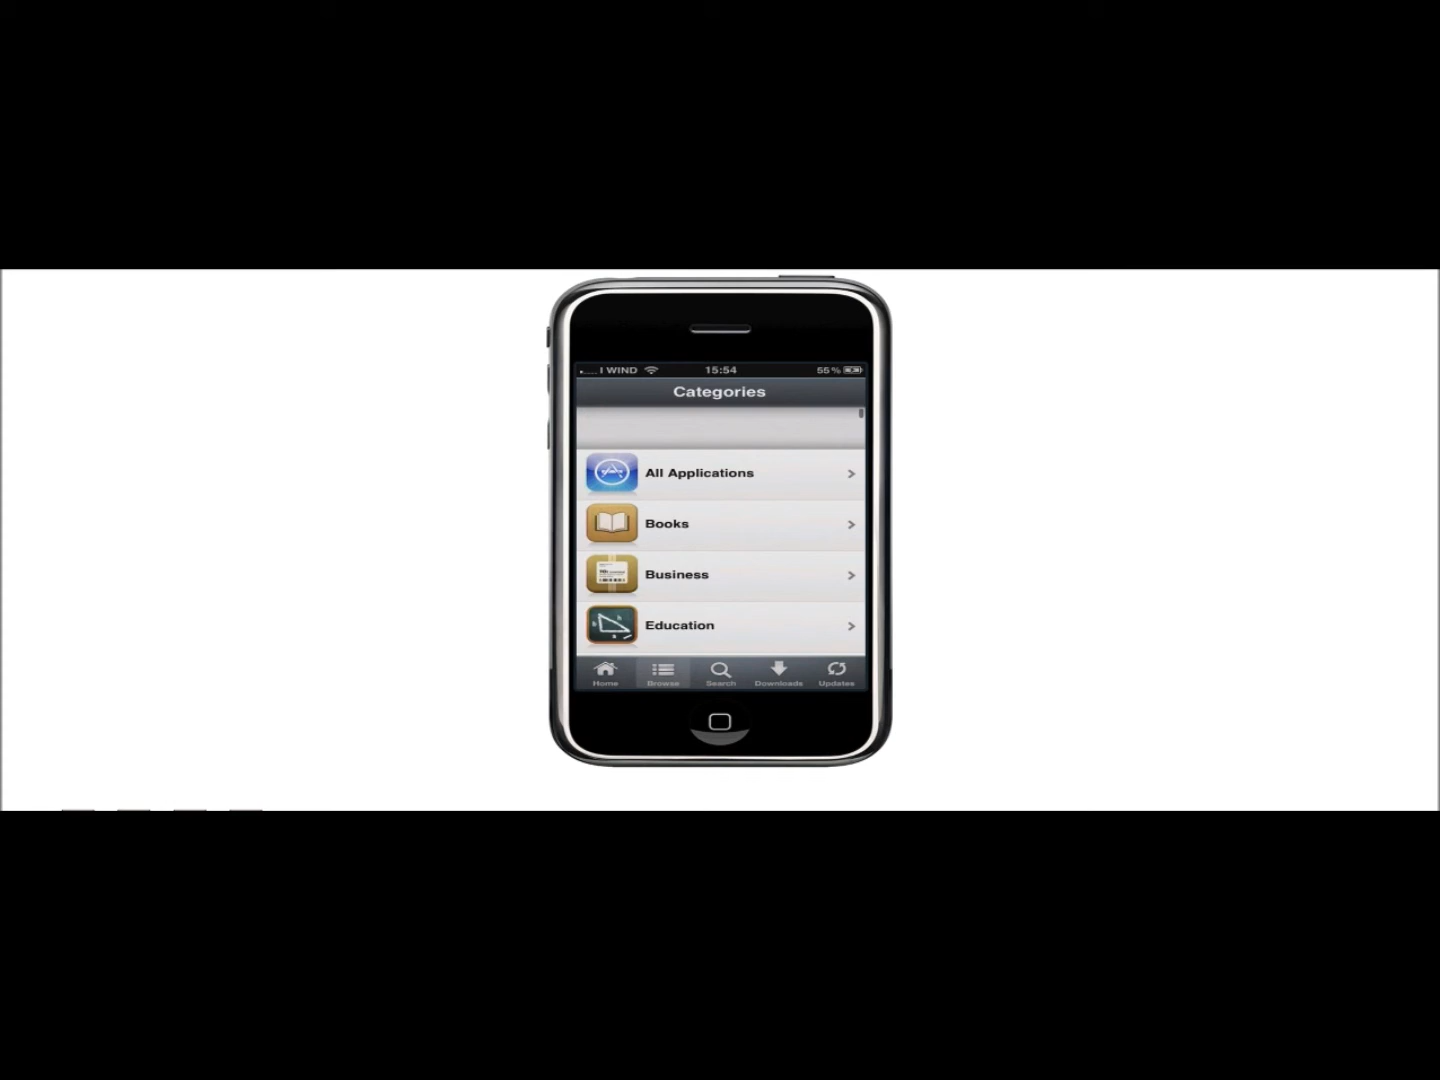 I WIND 15:54 55%
Categories
All Applications
Books
Business
Education
Home Browse Search Downloads Updates